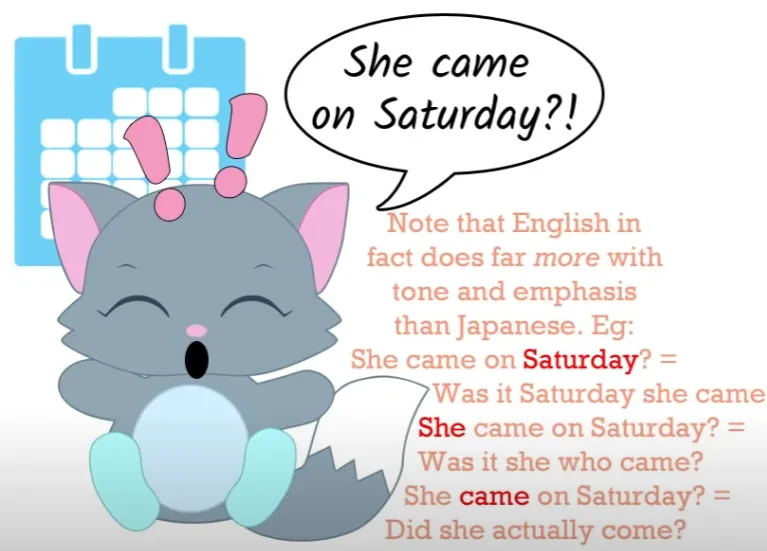 She came
on Saturday?!
Note that English in
fact does far more with
tone and emphasis
than Japanese. Eg:
She came on Saturday? =
Was it Saturday she came
She came on Saturday? =
Was it she who came?
She came on Saturday? =
Did she actually come?